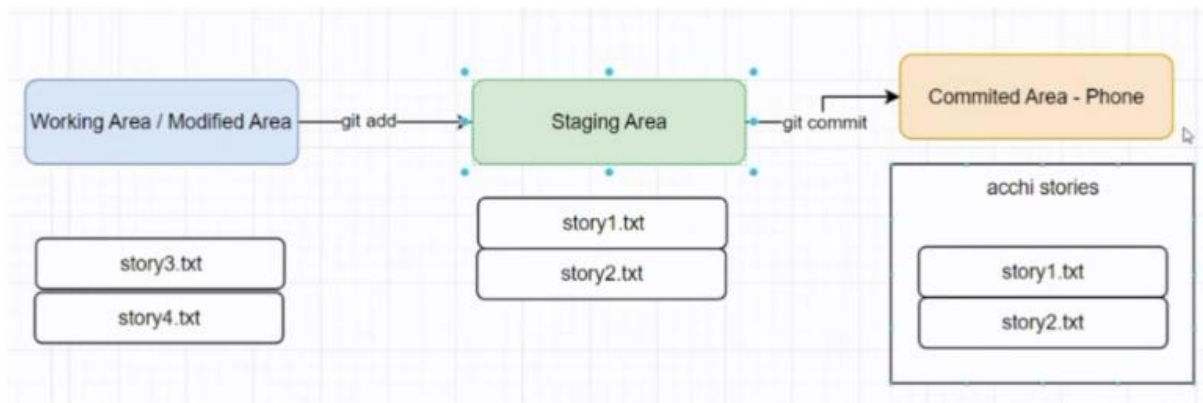 Working Area / Modified Area
git add
Staging Area
git commit
Commited Area - Phone
story3.txt
story4.txt
story1.txt
story2.txt
acchi stories
story1.txt
story2.txt